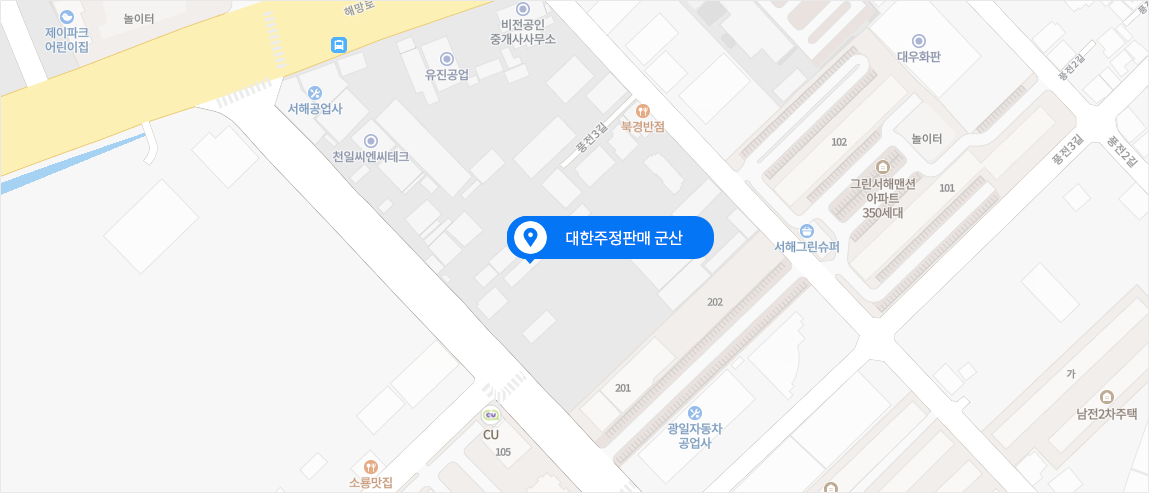 해망로
비전공인
중개사사무소
놀이터
제이파크
어린이집
유진공업
대우화판
풍전2길
서해공업사
북경반점
풍전3길
천일씨엔씨테크
102
놀이터
풍전3길
풍전2길
그린서해맨션
아파트
350세대
101
대한주정판매 군산
서해그린슈퍼
202
201
가
남전2차주택
광일자동차
공업사
CU
CU
105
소룡맛집